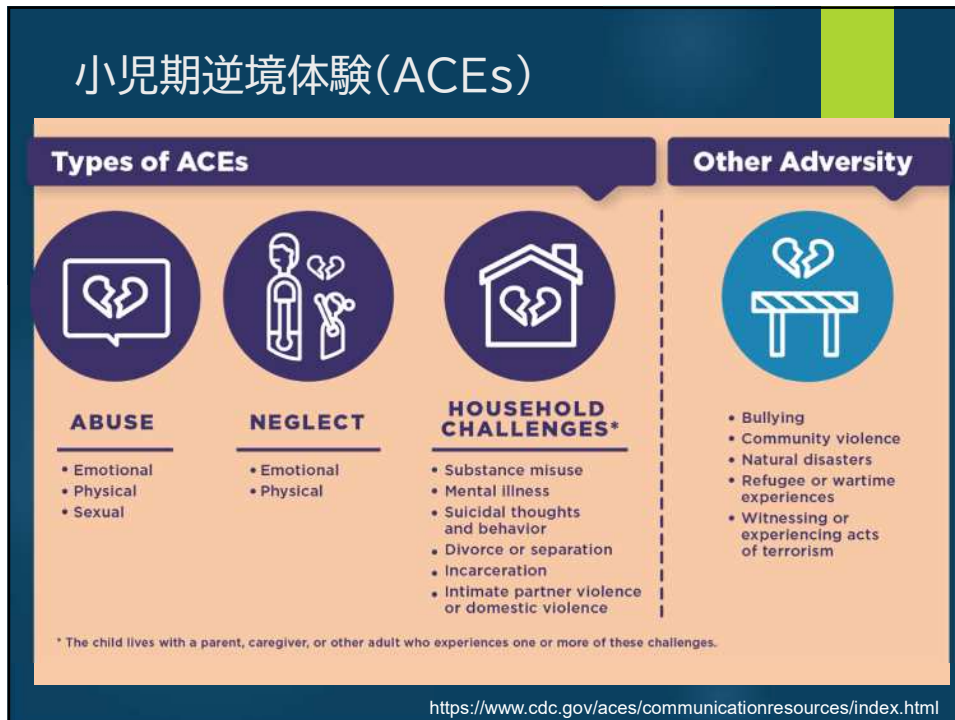 小児期逆境体験(ACEs)
Types of ACEs
Other Adversity
ABUSE
• Emotional
• Physical
• Sexual
NEGLECT
• Emotional
• Physical
HOUSEHOLD
CHALLENGES*
• Substance misuse
• Mental illness
• Suicidal thoughts
and behavior
• Divorce or separation
• Incarceration
• Intimate partner violence
or domestic violence
• Bullying
• Community violence
• Natural disasters
• Refugee or wartime
experiences
• Witnessing or
experiencing acts
of terrorism
* The child lives with a parent, caregiver, or other adult who experiences one or more of these challenges.
https://www.cdc.gov/aces/communicationresources/index.html